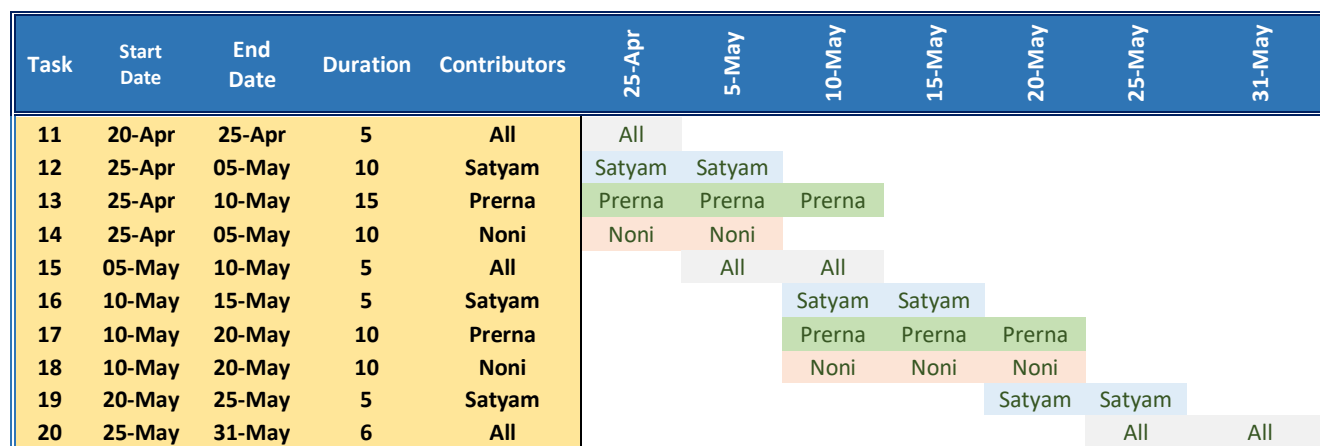 Task Start Date End Date Duration Contributors 25-Apr 5-May 10-May 15-May 20-May 25-May 31-May
11 20-Apr 25-Apr 5 All All
12 25-Apr 05-May 10 Satyam Satyam Satyam
13 25-Apr 10-May 15 Prerna Prerna Prerna Prerna
14 25-Apr 05-May 10 Noni Noni Noni
15 05-May 10-May 5 All All All
16 10-May 15-May 5 Satyam Satyam Satyam
17 10-May 20-May 10 Prerna Prerna Prerna Prerna
18 10-May 20-May 10 Noni Noni Noni Noni
19 20-May 25-May 5 Satyam Satyam Satyam
20 25-May 31-May 6 All All All